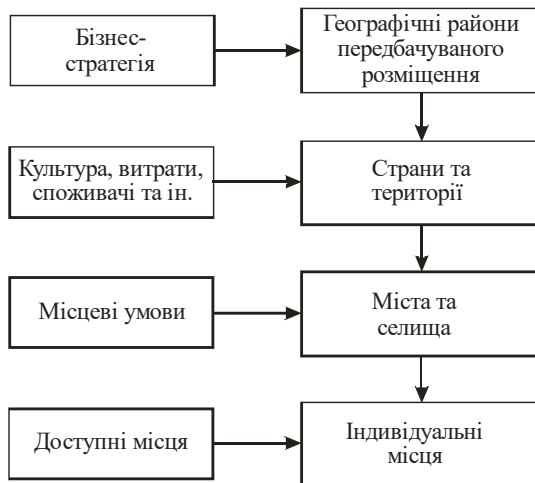 Бізнес-
стратегія
Географічні райони
передбачуваного
розміщення
Культура, витрати,
споживачі та ін.
Страни та
території
Місцеві умови
Міста та
селища
Доступні місця
Індивідуальні
місця